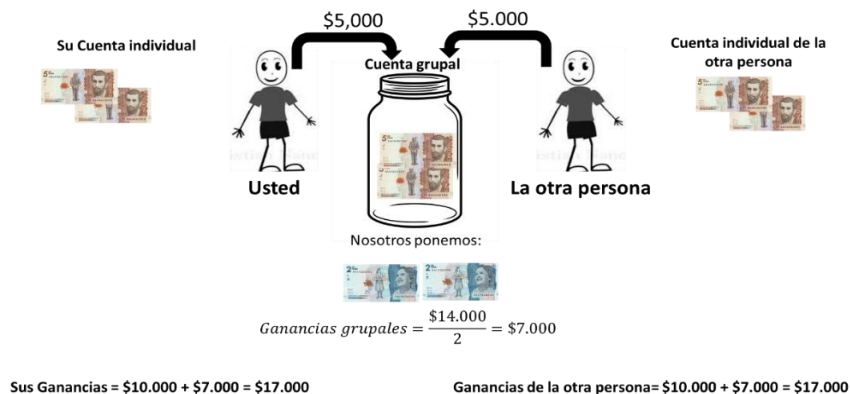 $5,000
$5.000
Su Cuenta individual
Cuenta grupal
Cuenta individual de la
otra persona
Usted
La otra persona
Nosotros ponemos:
Ganancias grupales = $14.000 / 2 = $7.000
Sus Ganancias = $10.000 + $7.000 = $17.000
Ganancias de la otra persona= $10.000 + $7.000 = $17.000